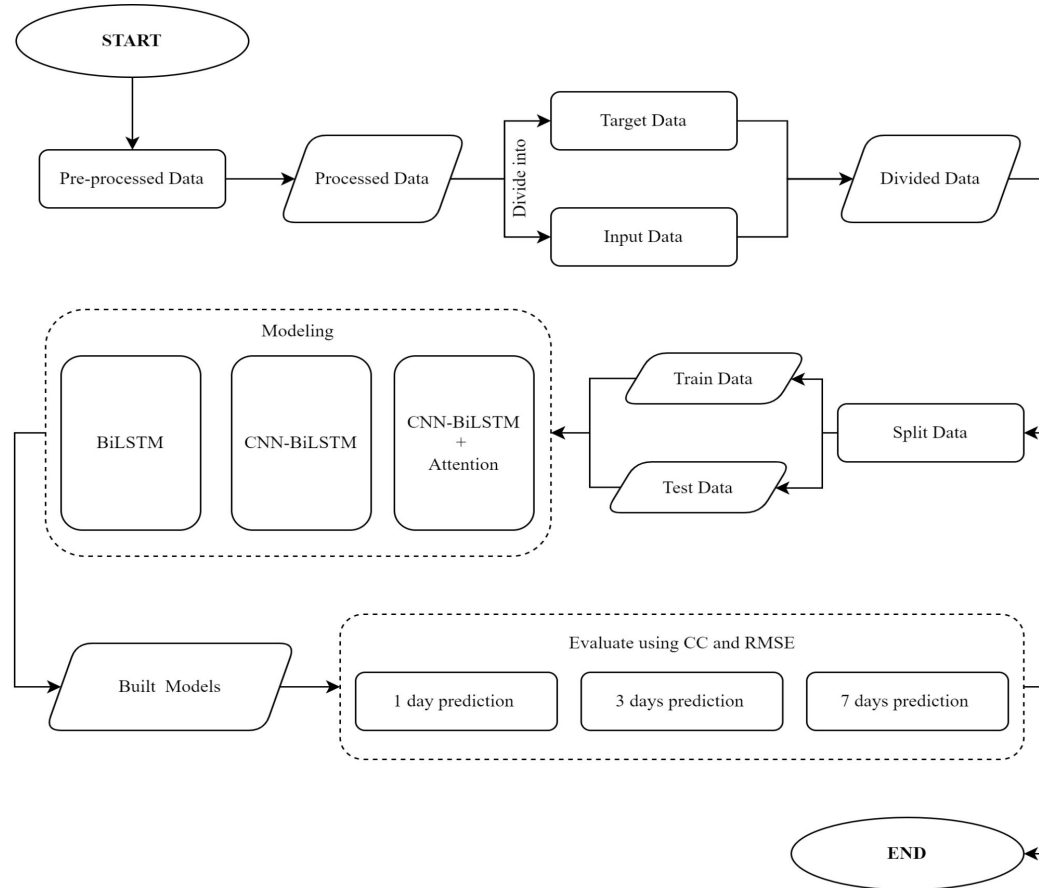 START
Pre-processed Data
Processed Data
Divide into
Target Data
Input Data
Divided Data
Split Data
Train Data
Test Data
Modeling
BiLSTM
CNN-BiLSTM
CNN-BiLSTM
+
Attention
Built Models
Evaluate using CC and RMSE
1 day prediction
3 days prediction
7 days prediction
END